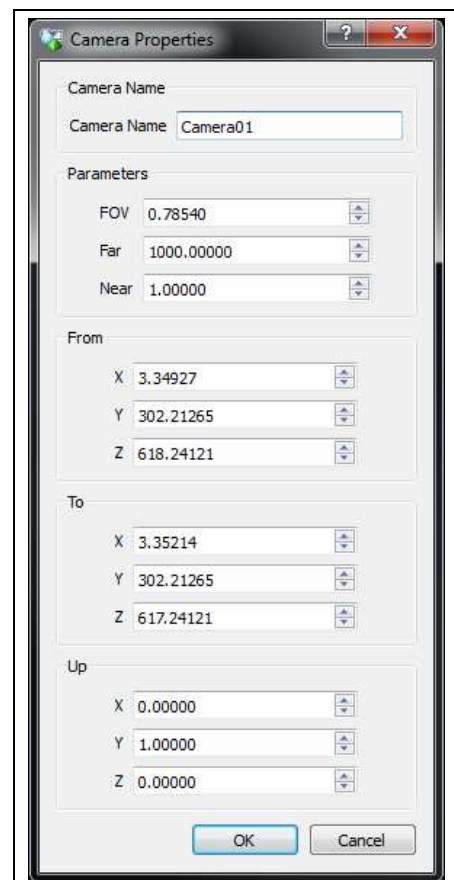 Camera Properties
?
X
Camera Name
Camera Name Camera01
Parameters
FOV 0.78540
Far 1000.00000
Near 1.00000
From
X 3.34927
Y 302.21265
Z 618.24121
To
X 3.35214
Y 302.21265
Z 617.24121
Up
X 0.00000
Y 1.00000
Z 0.00000
OK Cancel